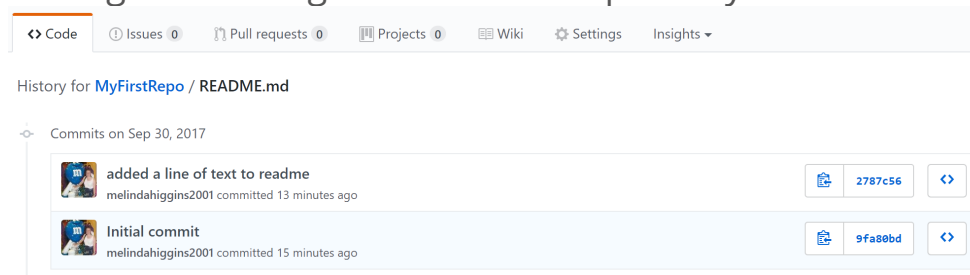 <> Code Issues 0 Pull requests 0 Projects 0 Wiki Settings Insights
History for MyFirstRepo / README.md
Commits on Sep 30, 2017
added a line of text to readme
melindahiggins2001 committed 13 minutes ago
2787c56 <>
Initial commit
melindahiggins2001 committed 15 minutes ago
9fa80bd <>